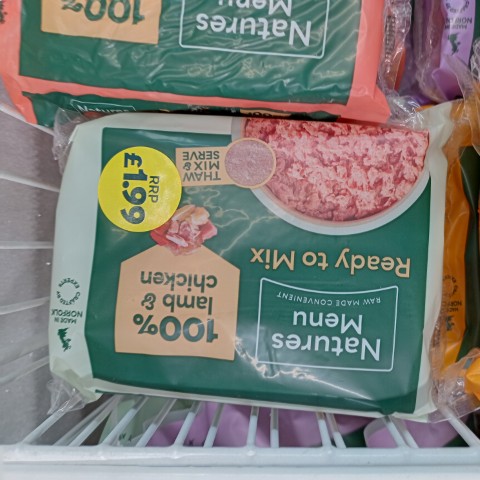 Natures
Menu
100%
Natures
Menu
RAW MADE CONVENIENT
Ready to Mix
100%
lamb &
chicken
THAW
MIX &
SERVE
RRP
£1.99
MADE IN
NORFOLK